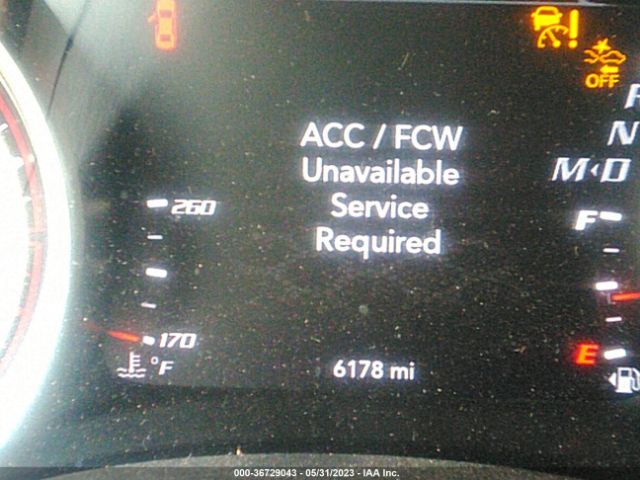 OFF
ACC / FCW
Unavailable
Service
Required
N
M◂D
260
F
170
°F
E
6178 mi
000-36729043 - 05/31/2023 - IAA Inc.